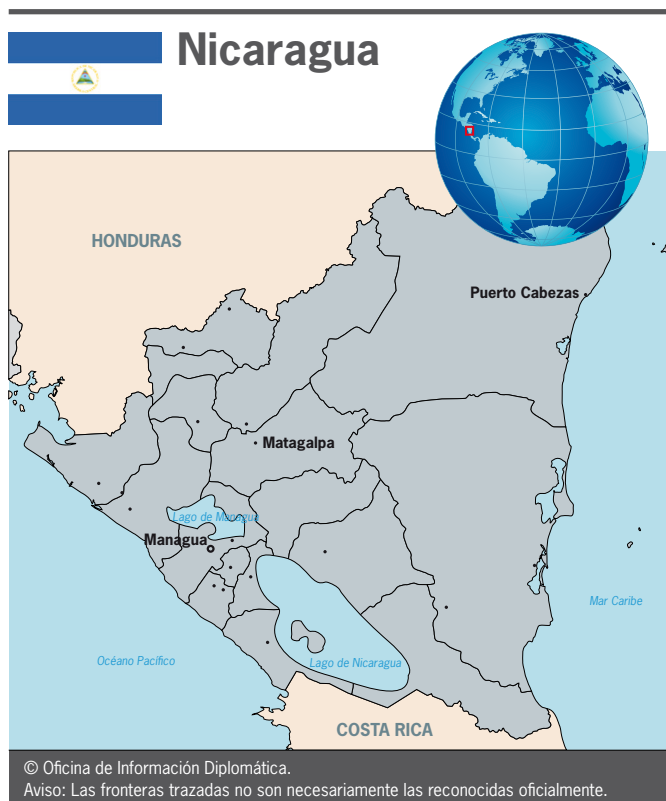 Nicaragua
HONDURAS
Puerto Cabezas
Matagalpa
Lago de Managua
Managua
Mar Caribe
Océano Pacífico
Lago de Nicaragua
COSTA RICA
© Oficina de Información Diplomática.
Aviso: Las fronteras trazadas no son necesariamente las reconocidas oficialmente.